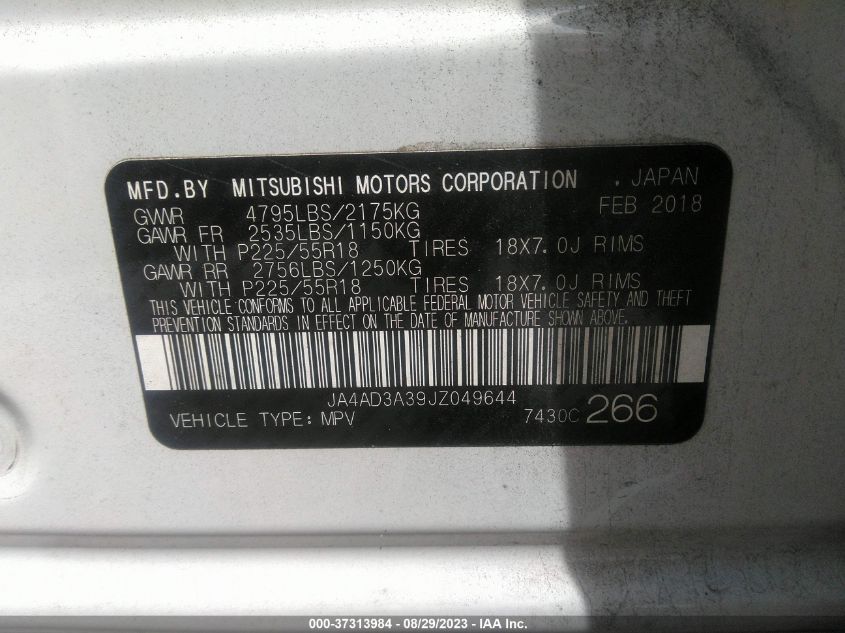 MFD.BY MITSUBISHI MOTORS CORPORATION . JAPAN
GVWR 4795LBS/2175KG FEB 2018
GAWR FR 2535LBS/1150KG
WITH P225/55R18 TIRES 18X7.0J RIMS
GAWR RR 2756LBS/1250KG
WITH P225/55R18 TIRES 18X7.0J RIMS
THIS VEHICLE CONFORMS TO ALL APPLICABLE FEDERAL MOTOR VEHICLE SAFETY AND THEFT
PREVENTION STANDARDS IN EFFECT ON THE DATE OF MANUFACTURE SHOWN ABOVE.
JA4AD3A39JZ049644
VEHICLE TYPE: MPV 7430C 266
000-37313984 - 08/29/2023 - IAA Inc.